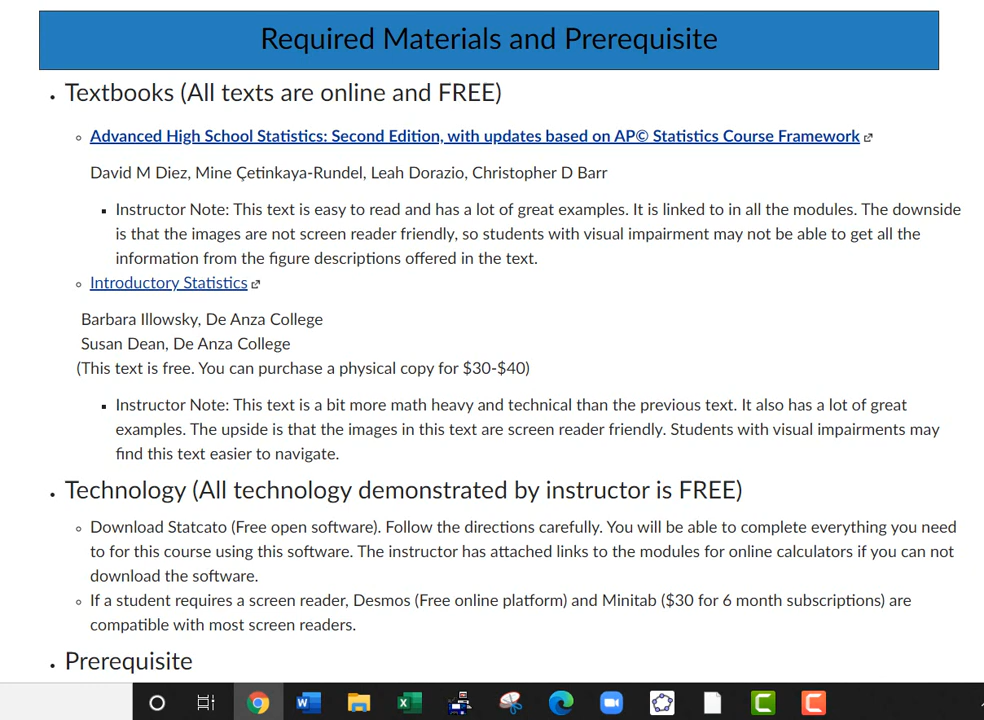 Required Materials and Prerequisite
Textbooks (All texts are online and FREE)
Advanced High School Statistics: Second Edition, with updates based on AP© Statistics Course Framework
David M Diez, Mine Çetinkaya-Rundel, Leah Dorazio, Christopher D Barr
Instructor Note: This text is easy to read and has a lot of great examples. It is linked to in all the modules. The downside
is that the images are not screen reader friendly, so students with visual impairment may not be able to get all the
information from the figure descriptions offered in the text.
Introductory Statistics
Barbara Illowsky, De Anza College
Susan Dean, De Anza College
(This text is free. You can purchase a physical copy for $30-$40)
Instructor Note: This text is a bit more math heavy and technical than the previous text. It also has a lot of great
examples. The upside is that the images in this text are screen reader friendly. Students with visual impairments may
find this text easier to navigate.
Technology (All technology demonstrated by instructor is FREE)
Download Statcato (Free open software). Follow the directions carefully. You will be able to complete everything you need
to for this course using this software. The instructor has attached links to the modules for online calculators if you can not
download the software.
If a student requires a screen reader, Desmos (Free online platform) and Minitab ($30 for 6 month subscriptions) are
compatible with most screen readers.
Prerequisite